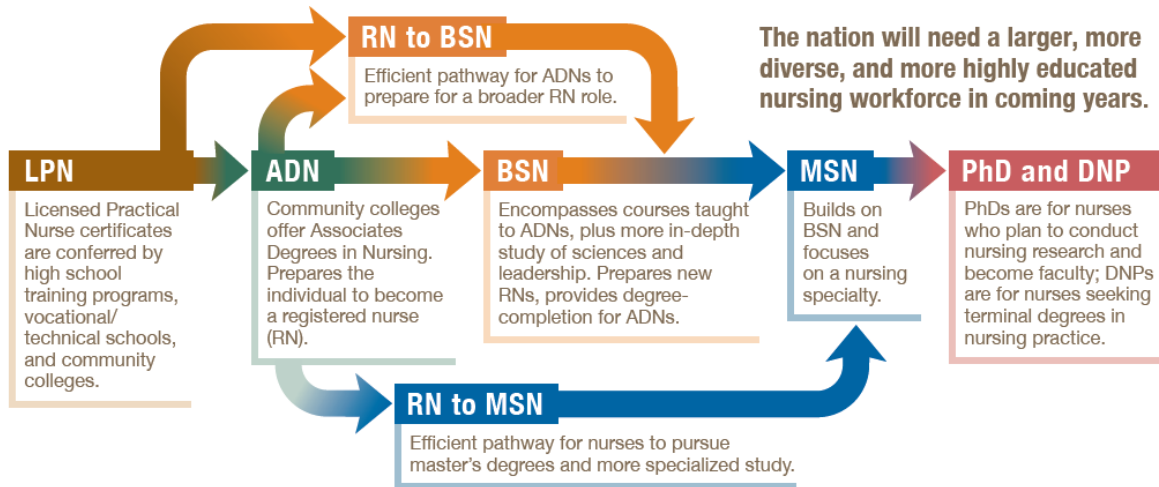 RN to BSN
Efficient pathway for ADNs to
prepare for a broader RN role.
The nation will need a larger, more
diverse, and more highly educated
nursing workforce in coming years.
LPN
Licensed Practical
Nurse certificates
are conferred by
high school
training programs,
vocational/
technical schools,
and community
colleges.
ADN
Community colleges
offer Associates
Degrees in Nursing.
Prepares the
individual to become
a registered nurse
(RN).
BSN
Encompasses courses taught
to ADNs, plus more in-depth
study of sciences and
leadership. Prepares new
RNs, provides degree-
completion for ADNs.
MSN
Builds on
BSN and
focuses
on a nursing
specialty.
PhD and DNP
PhDs are for nurses
who plan to conduct
nursing research and
become faculty; DNPs
are for nurses seeking
terminal degrees in
nursing practice.
RN to MSN
Efficient pathway for nurses to pursue
master's degrees and more specialized study.